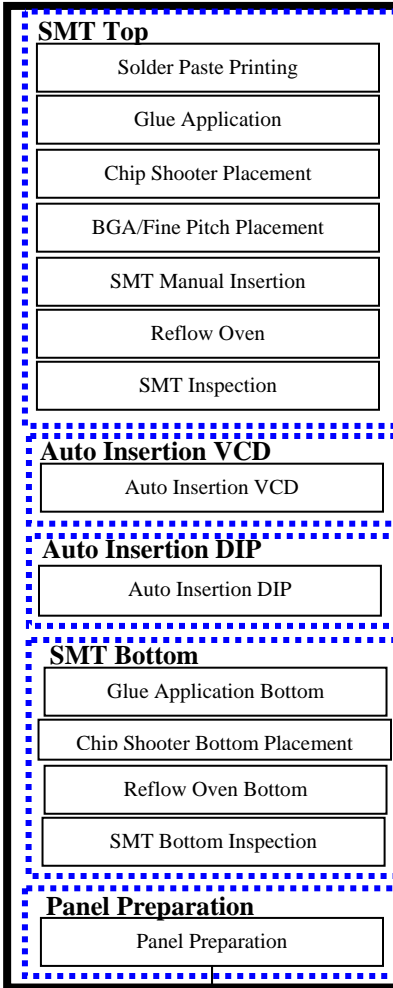 SMT Top
Solder Paste Printing
Glue Application
Chip Shooter Placement
BGA/Fine Pitch Placement
SMT Manual Insertion
Reflow Oven
SMT Inspection
Auto Insertion VCD
Auto Insertion VCD
Auto Insertion DIP
Auto Insertion DIP
SMT Bottom
Glue Application Bottom
Chip Shooter Bottom Placement
Reflow Oven Bottom
SMT Bottom Inspection
Panel Preparation
Panel Preparation